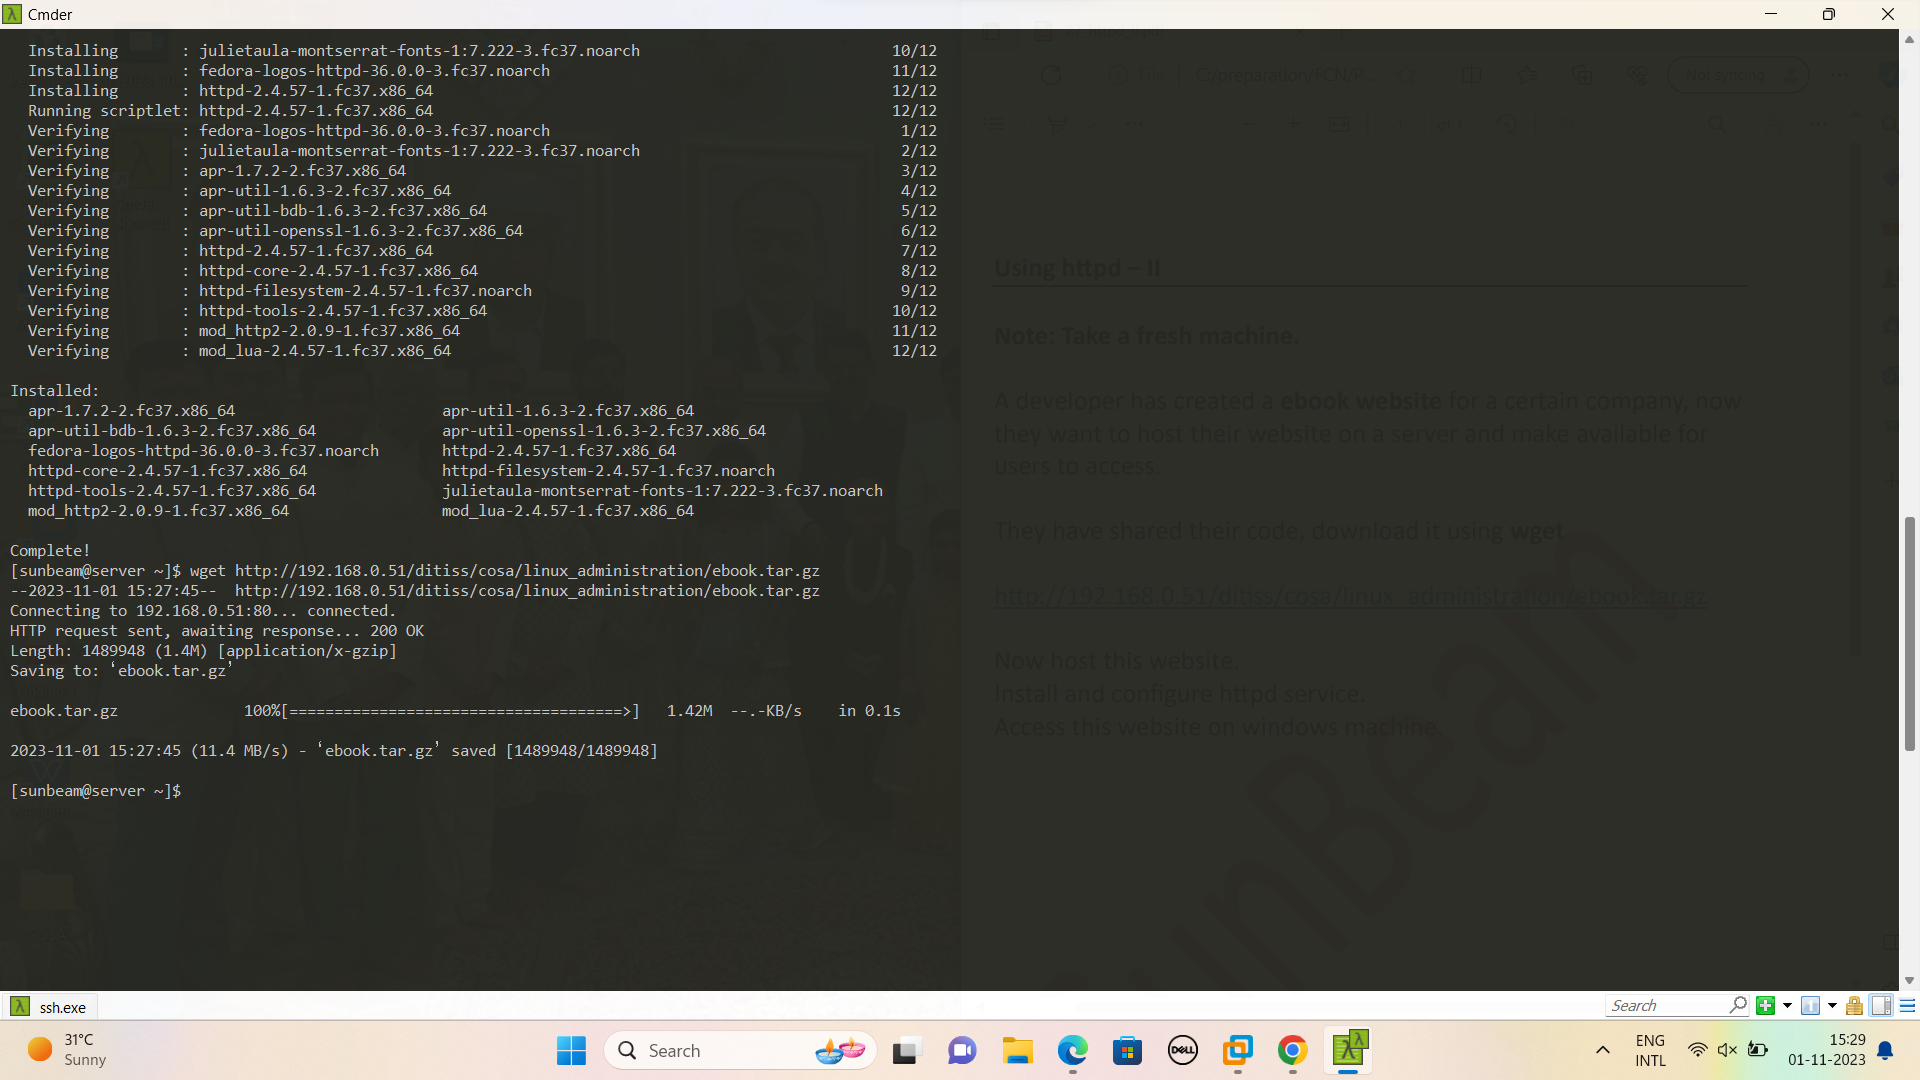 Cmder
Installing : julietaula-montserrat-fonts-1:7.222-3.fc37.noarch 10/12
Installing : fedora-logos-httpd-36.0.0-3.fc37.noarch 11/12
Installing : httpd-2.4.57-1.fc37.x86_64 12/12
Running scriptlet: httpd-2.4.57-1.fc37.x86_64 12/12
Verifying : fedora-logos-httpd-36.0.0-3.fc37.noarch 1/12
Verifying : julietaula-montserrat-fonts-1:7.222-3.fc37.noarch 2/12
Verifying : apr-1.7.2-2.fc37.x86_64 3/12
Verifying : apr-util-1.6.3-2.fc37.x86_64 4/12
Verifying : apr-util-bdb-1.6.3-2.fc37.x86_64 5/12
Verifying : apr-util-openssl-1.6.3-2.fc37.x86_64 6/12
Verifying : httpd-2.4.57-1.fc37.x86_64 7/12
Verifying : httpd-core-2.4.57-1.fc37.x86_64 8/12
Verifying : httpd-filesystem-2.4.57-1.fc37.noarch 9/12
Verifying : httpd-tools-2.4.57-1.fc37.x86_64 10/12
Verifying : mod_http2-2.0.9-1.fc37.x86_64 11/12
Verifying : mod_lua-2.4.57-1.fc37.x86_64 12/12
Installed:
apr-1.7.2-2.fc37.x86_64 apr-util-1.6.3-2.fc37.x86_64
apr-util-bdb-1.6.3-2.fc37.x86_64 apr-util-openssl-1.6.3-2.fc37.x86_64
fedora-logos-httpd-36.0.0-3.fc37.noarch httpd-2.4.57-1.fc37.x86_64
httpd-core-2.4.57-1.fc37.x86_64 httpd-filesystem-2.4.57-1.fc37.noarch
httpd-tools-2.4.57-1.fc37.x86_64 julietaula-montserrat-fonts-1:7.222-3.fc37.noarch
mod_http2-2.0.9-1.fc37.x86_64 mod_lua-2.4.57-1.fc37.x86_64
Complete!
[sunbeam@server ~]$ wget http://192.168.0.51/ditiss/cosa/linux_administration/ebook.tar.gz
--2023-11-01 15:27:45-- http://192.168.0.51/ditiss/cosa/linux_administration/ebook.tar.gz
Connecting to 192.168.0.51:80... connected.
HTTP request sent, awaiting response... 200 OK
Length: 1489948 (1.4M) [application/x-gzip]
Saving to: ‘ebook.tar.gz’
ebook.tar.gz 100%[=====================================>] 1.42M --.-KB/s in 0.1s
2023-11-01 15:27:45 (11.4 MB/s) - ‘ebook.tar.gz’ saved [1489948/1489948]
[sunbeam@server ~]$
File C:/preparation/FCN/P... Not syncing
Using httpd – II
Note: Take a fresh machine.
A developer has created a ebook website for a certain company, now
they want to host their website on a server and make available for
users to access.
They have shared their code, download it using wget
http://192.168.0.51/ditiss/cosa/linux_administration/ebook.tar.gz
Now host this website.
Install and configure httpd service.
Access this website on windows machine.
ssh.exe
Search
31°C
Sunny
Search
DELL
ENG
INTL
15:29
01-11-2023